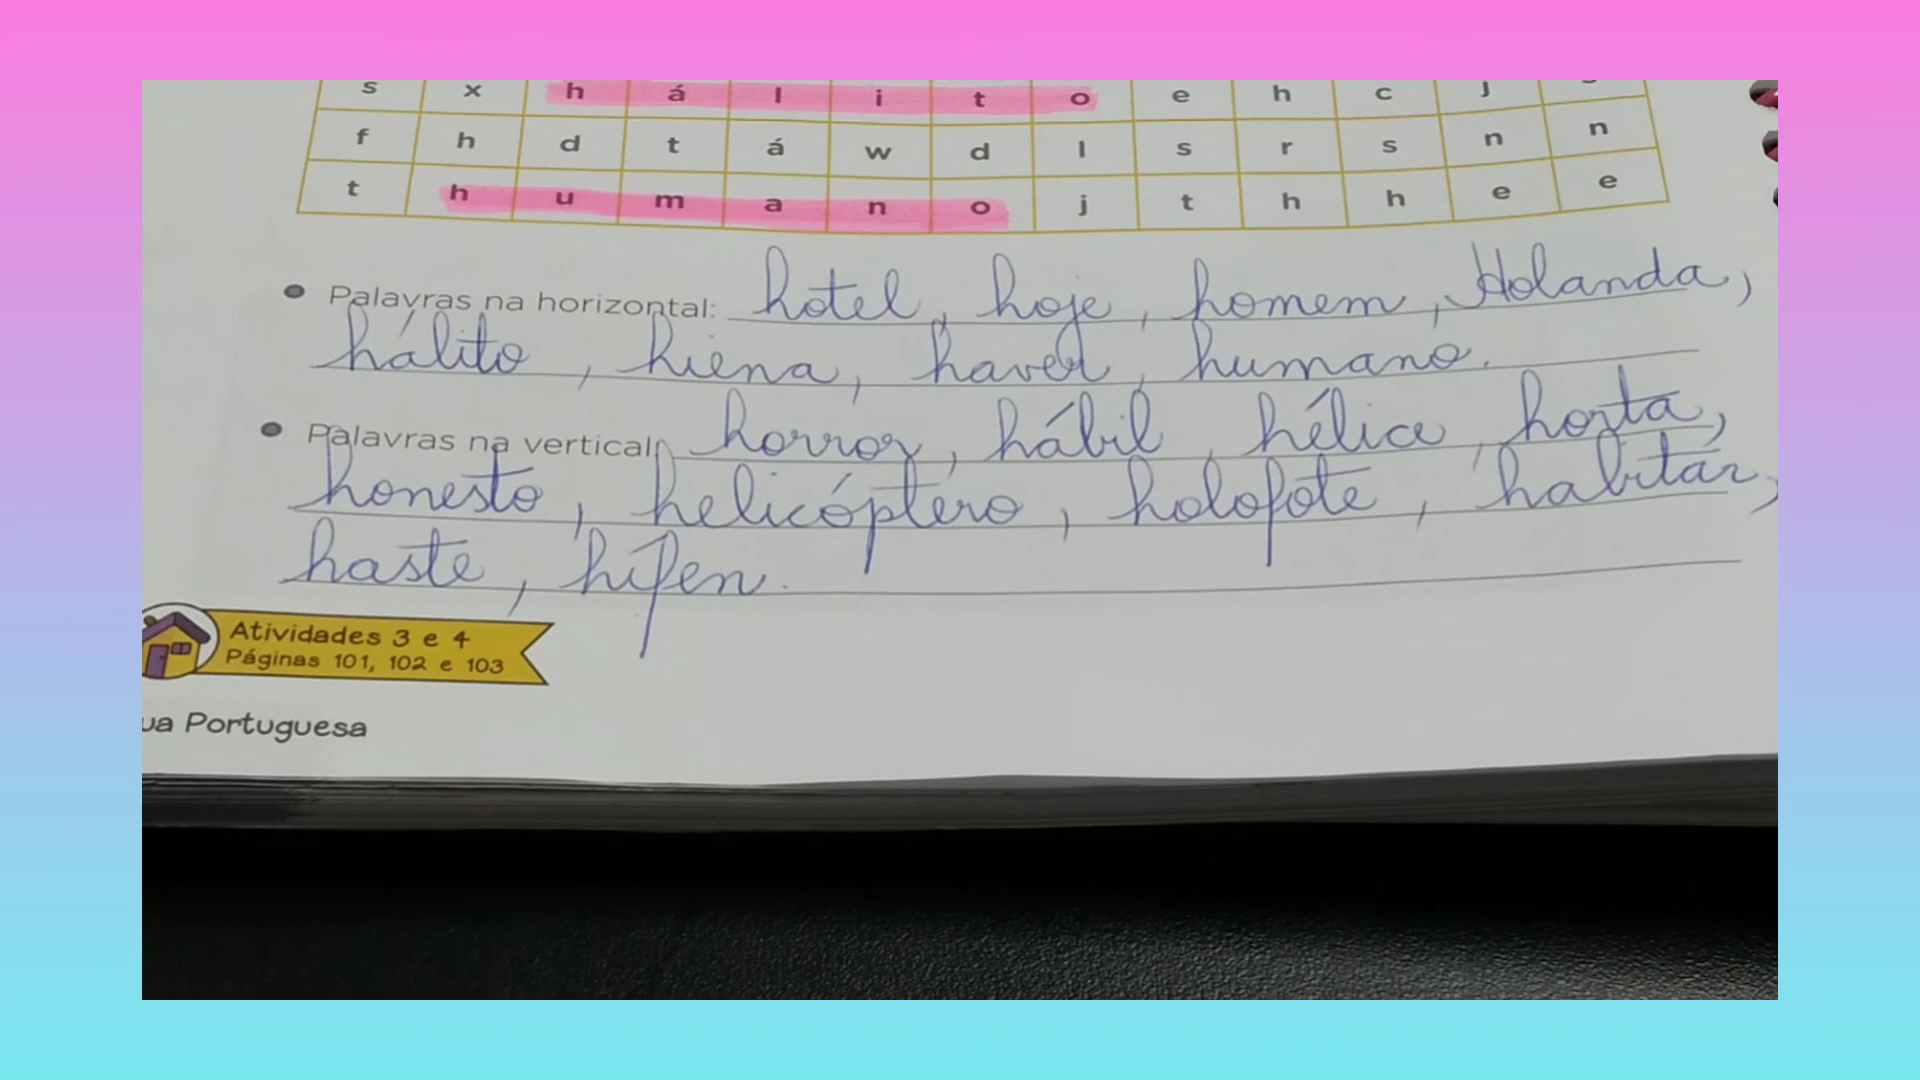 s x h á l i t o e h c j
f h d t á w d l s r s n n
t h u m a n o j t h h e e
Palavras na horizontal: hotel, hoje, homem, Holanda,
hálito, hiena, haver, humano.
Palavras na vertical: horror, hábil, hélice, horta,
honesto, helicóptero, holofote, habitar,
haste, hífen.
Atividades 3 e 4
Páginas 101, 102 e 103
ua Portuguesa